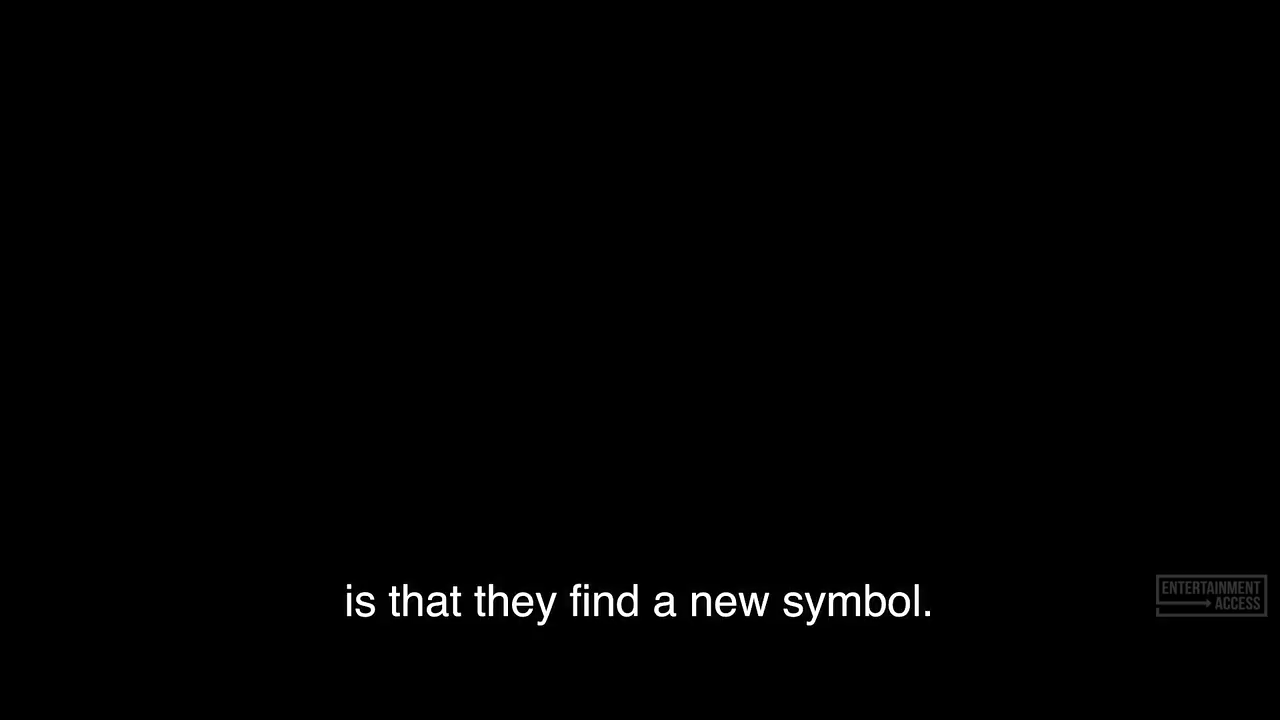 is that they find a new symbol.
ENTERTAINMENT
ACCESS